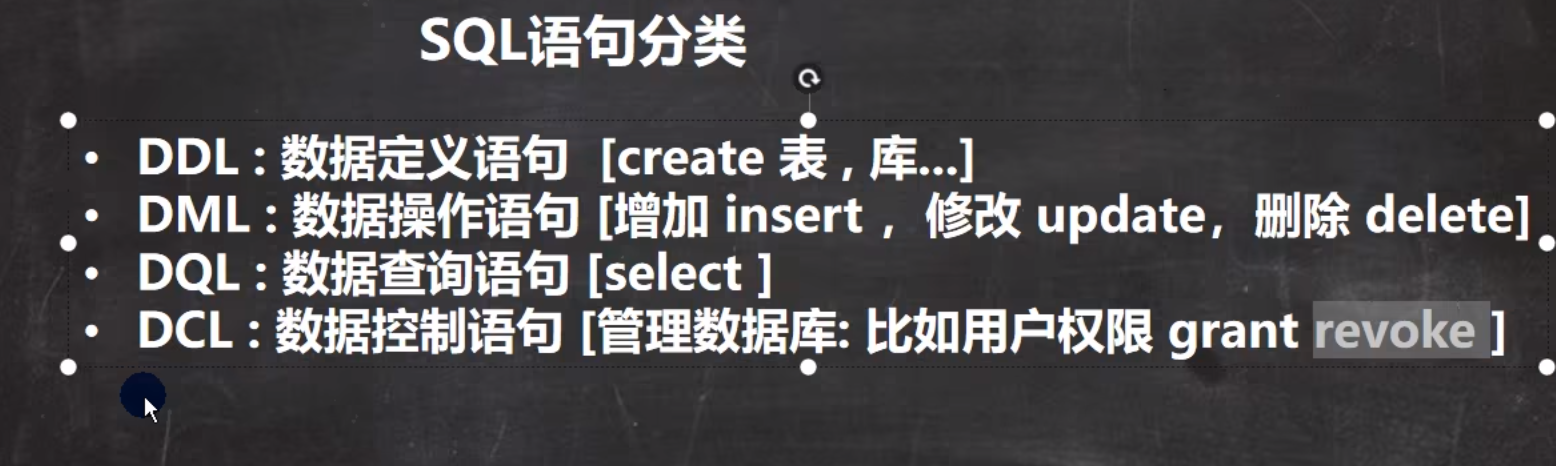 SQL语句分类
• DDL : 数据定义语句 [create 表 , 库...]
• DML : 数据操作语句 [增加 insert ， 修改 update，删除 delete]
• DQL : 数据查询语句 [select ]
• DCL : 数据控制语句 [管理数据库: 比如用户权限 grant revoke ]